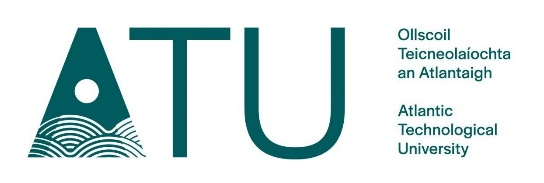 ATU
Ollscoil
Teicneolaíochta
an Atlantaigh
Atlantic
Technological
University